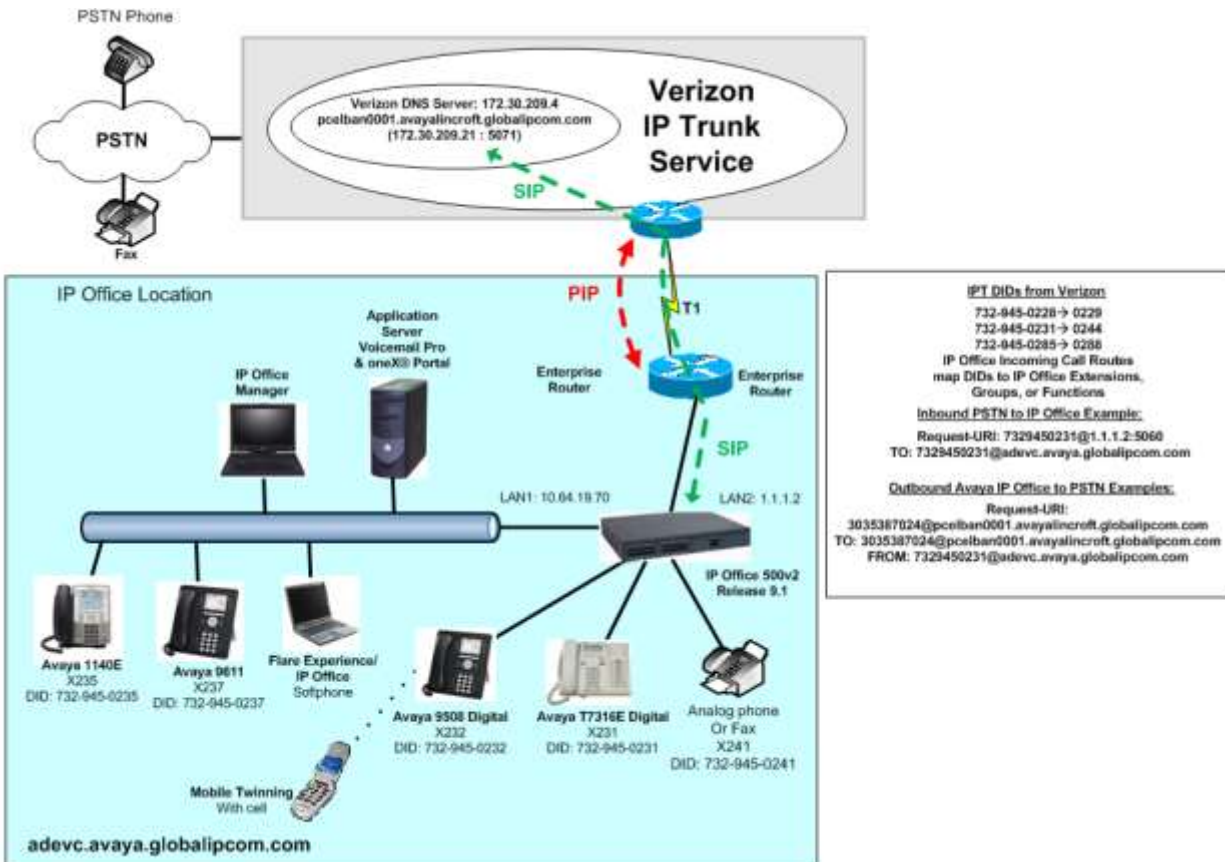 PSTN Phone
PSTN
Fax
Verizon DNS Server: 172.30.209.4
pcelban0001.avayalincroft.globalipcom.com
(172.30.209.21 : 5071)
Verizon
IP Trunk
Service
SIP
PIP
T1
IP Office Location
Application
Server
Voicemail Pro
& oneX® Portal
IP Office
Manager
Enterprise
Router
Enterprise
Router
SIP
LAN1: 10.64.19.70
LAN2: 1.1.1.2
IP Office 500v2
Release 9.1
Avaya 1140E
X235
DID: 732-945-0235
Avaya 9611
X237
DID: 732-945-0237
Flare Experience/
IP Office
Softphone
Avaya 9508 Digital
X232
DID: 732-945-0232
Avaya T7316E Digital
X231
DID: 732-945-0231
Analog phone
Or Fax
X241
DID: 732-945-0241
Mobile Twinning
With cell
adevc.avaya.globalipcom.com
IPT DIDs from Verizon
732-945-0228→ 0229
732-945-0231→ 0244
732-945-0285→ 0288
IP Office Incoming Call Routes
map DIDs to IP Office Extensions,
Groups, or Functions
Inbound PSTN to IP Office Example:
Request-URI: 7329450231@1.1.1.2:5060
TO: 7329450231@adevc.avaya.globalipcom.com
Outbound Avaya IP Office to PSTN Examples:
Request-URI:
3035387024@pcelban0001.avayalincroft.globalipcom.com
TO: 3035387024@pcelban0001.avayalincroft.globalipcom.com
FROM: 7329450231@adevc.avaya.globalipcom.com